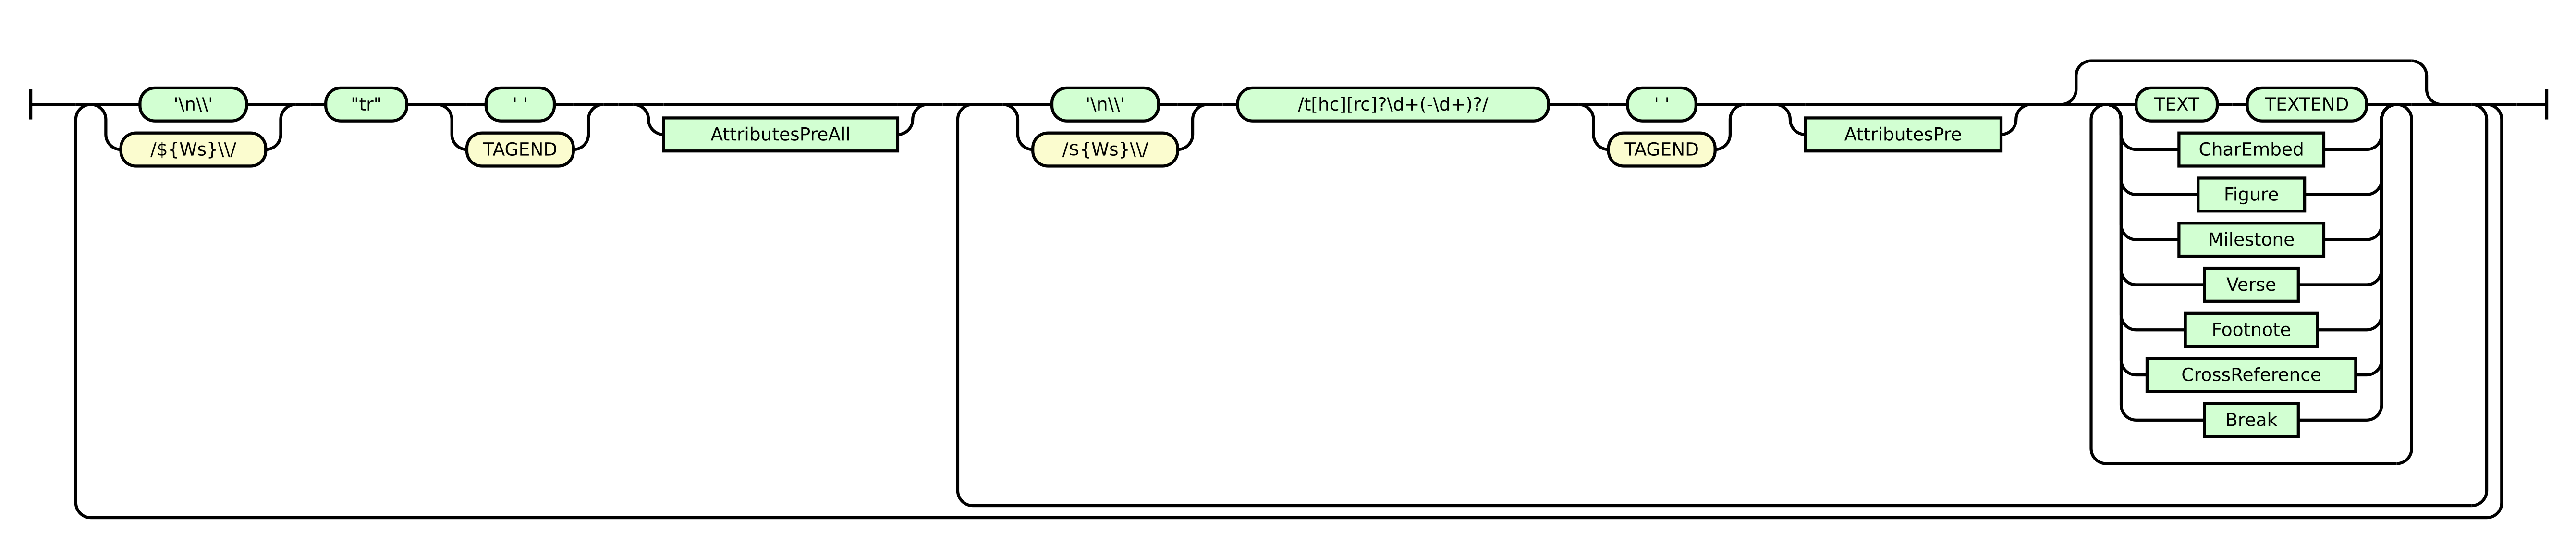 '\n\\' "tr" ' ' '\n\\' /t[hc][rc]?\d+(-\d+)?/ ' ' TEXT TEXTEND
AttributesPreAll AttributesPre
/${Ws}\\/ TAGEND /${Ws}\\/ TAGEND CharEmbed
Figure
Milestone
Verse
Footnote
CrossReference
Break